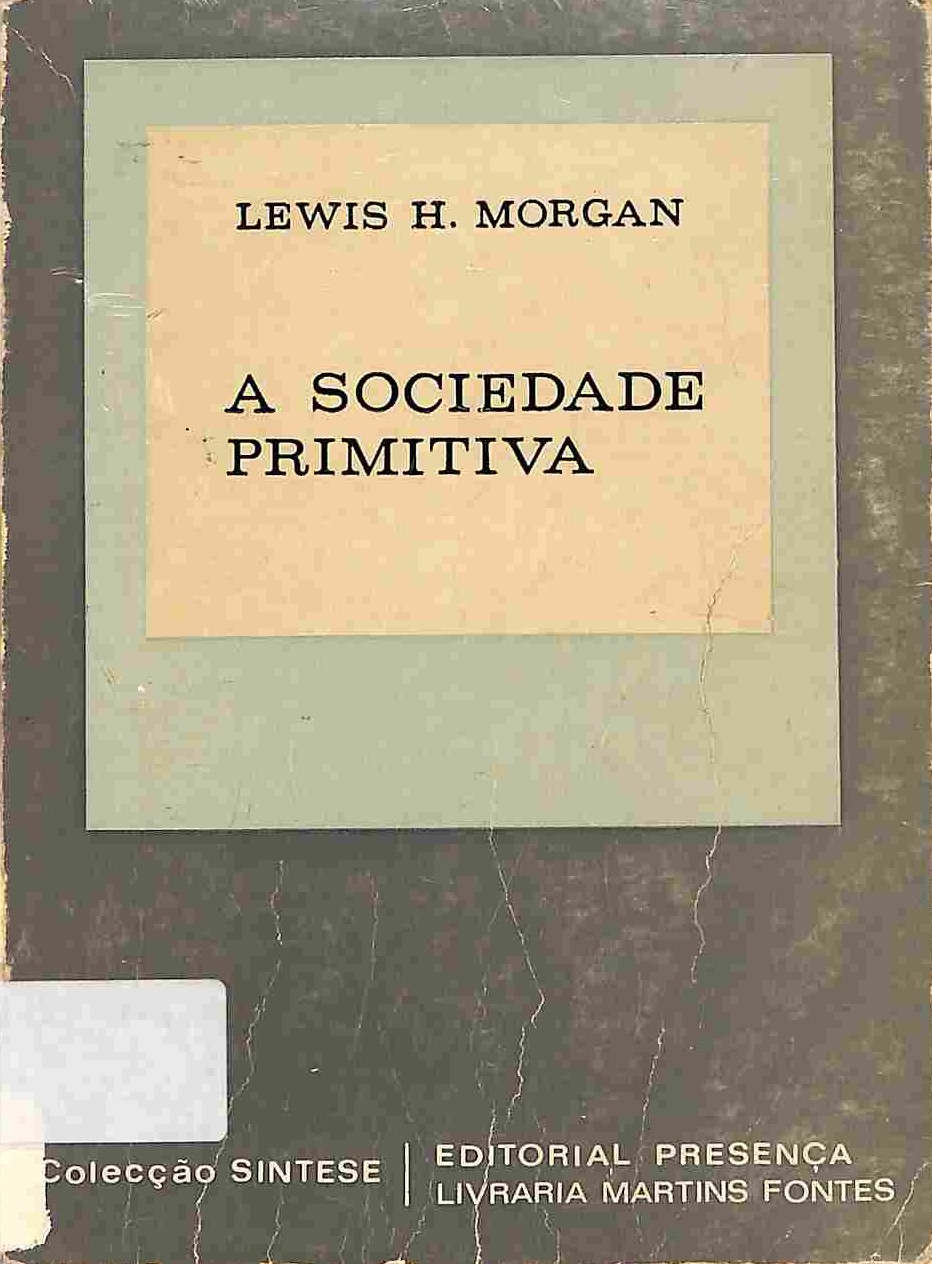 LEWIS H. MORGAN
A SOCIEDADE
PRIMITIVA
Colecção SINTESE
EDITORIAL PRESENÇA
LIVRARIA MARTINS FONTES